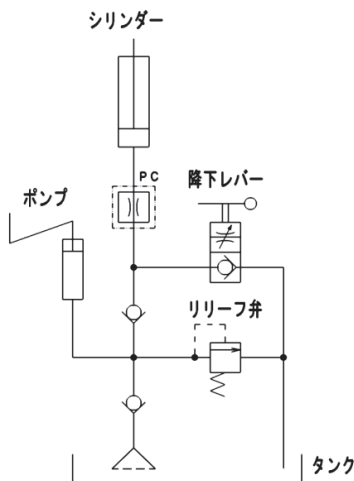 シリンダー
PC
ポンプ
降下レバー
リリーフ弁
タンク